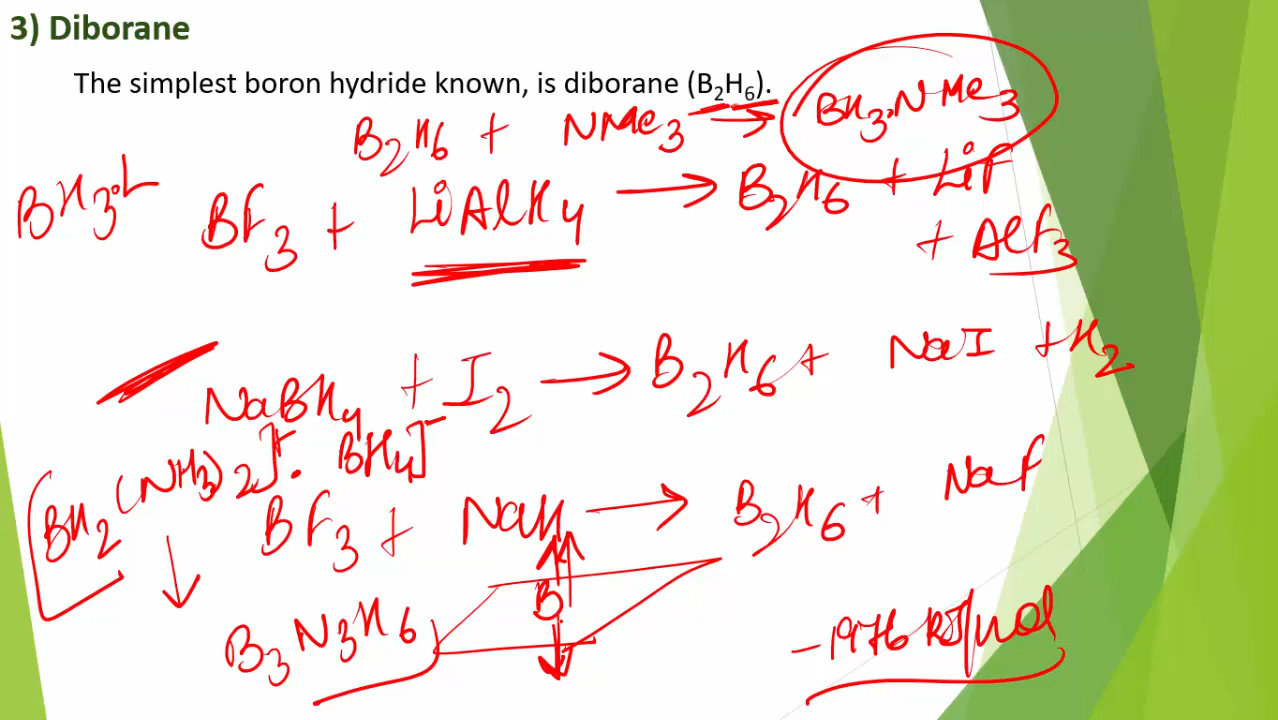 3) Diborane
The simplest boron hydride known, is diborane (B₂H₆).
B₂H₆ + NMe₃ → BH₃.NMe₃
BH₃:L
BF₃ + LiAlH₄ → B₂H₆ + LiF
+ AlF₃
NaBH₄ + I₂ → B₂H₆ + NaI + H₂
[BH₂(NH₃)₂]⁺. BH₄]⁻
BF₃ + NaH → B₂H₆ + NaF
↓
B
B₃N₃H₆
-1976 kJ/mol